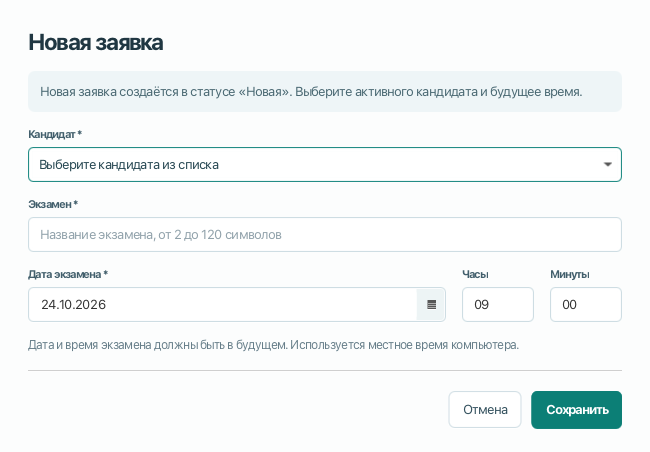 Новая заявка
Новая заявка создаётся в статусе «Новая». Выберите активного кандидата и будущее время.
Кандидат *
Выберите кандидата из списка
Экзамен *
Название экзамена, от 2 до 120 символов
Дата экзамена * Часы Минуты
24.10.2026 09 00
Дата и время экзамена должны быть в будущем. Используется местное время компьютера.
Отмена Сохранить